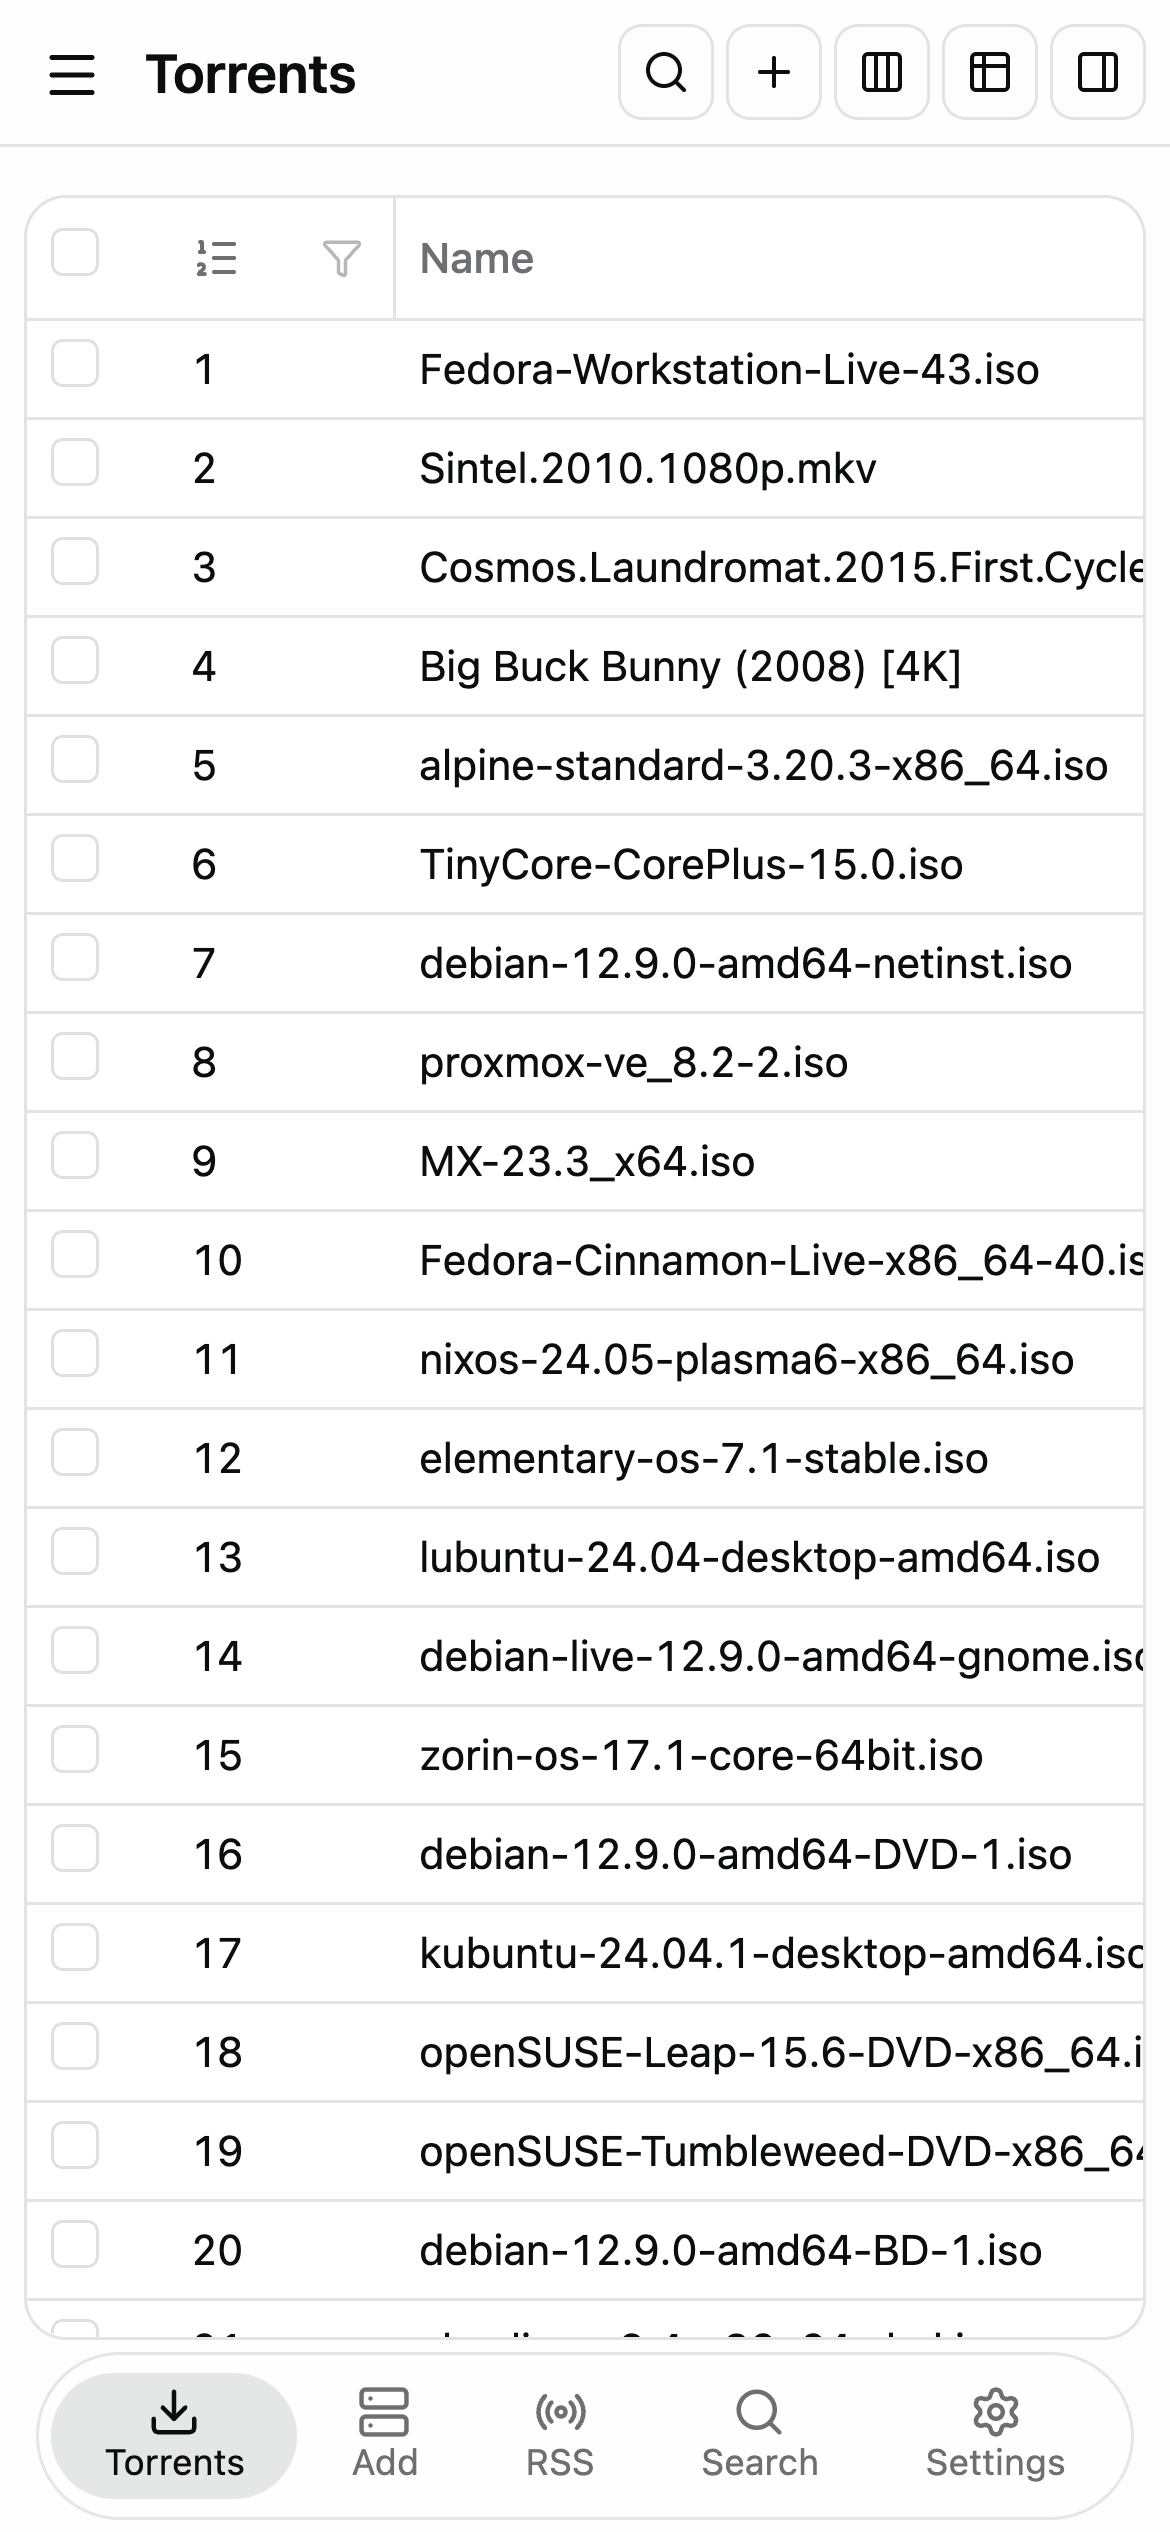 Torrents
Name
1 Fedora-Workstation-Live-43.iso
2 Sintel.2010.1080p.mkv
3 Cosmos.Laundromat.2015.First.Cycle
4 Big Buck Bunny (2008) [4K]
5 alpine-standard-3.20.3-x86_64.iso
6 TinyCore-CorePlus-15.0.iso
7 debian-12.9.0-amd64-netinst.iso
8 proxmox-ve_8.2-2.iso
9 MX-23.3_x64.iso
10 Fedora-Cinnamon-Live-x86_64-40.is
11 nixos-24.05-plasma6-x86_64.iso
12 elementary-os-7.1-stable.iso
13 lubuntu-24.04-desktop-amd64.iso
14 debian-live-12.9.0-amd64-gnome.iso
15 zorin-os-17.1-core-64bit.iso
16 debian-12.9.0-amd64-DVD-1.iso
17 kubuntu-24.04.1-desktop-amd64.iso
18 openSUSE-Leap-15.6-DVD-x86_64.i
19 openSUSE-Tumbleweed-DVD-x86_64
20 debian-12.9.0-amd64-BD-1.iso
Torrents Add RSS Search Settings